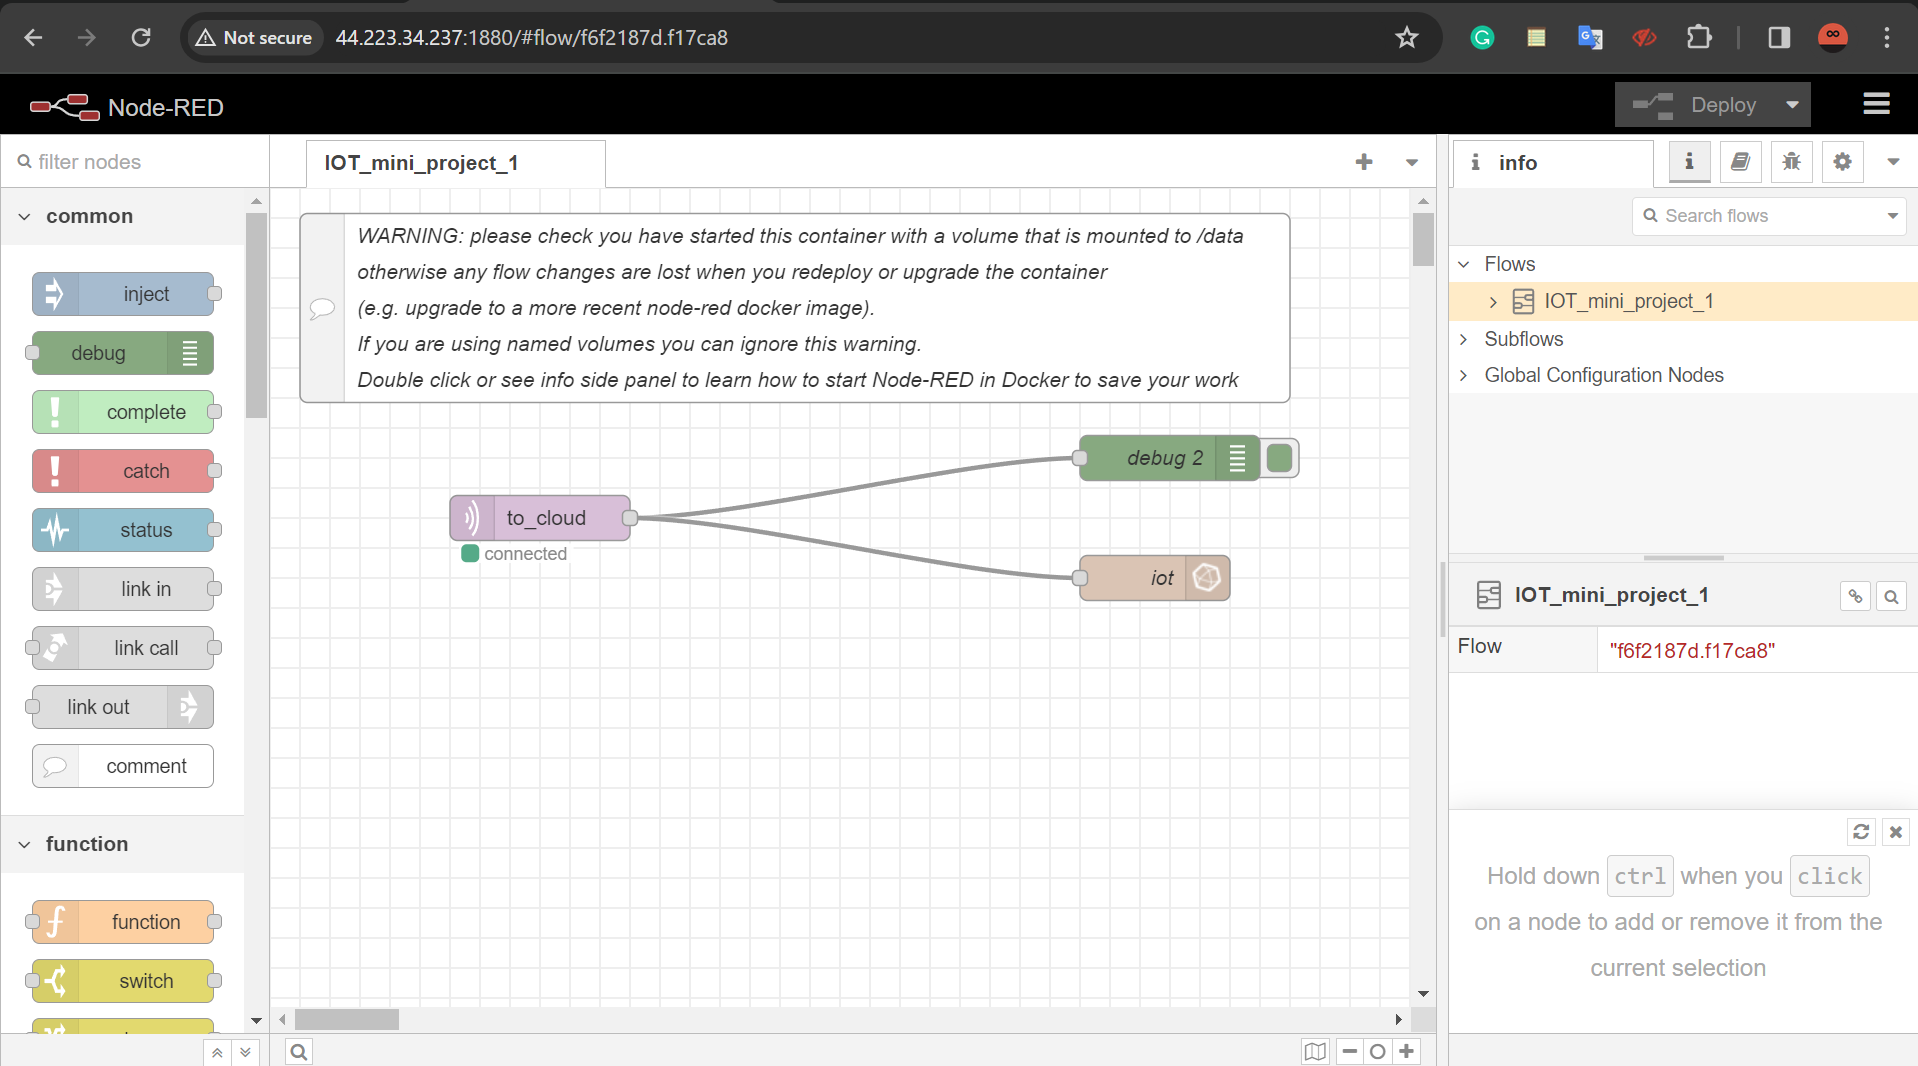 Not secure 44.223.34.237:1880/#flow/f6f2187d.f17ca8
Node-RED
Deploy
filter nodes
IOT_mini_project_1
info
common
Search flows
WARNING: please check you have started this container with a volume that is mounted to /data
otherwise any flow changes are lost when you redeploy or upgrade the container
(e.g. upgrade to a more recent node-red docker image).
If you are using named volumes you can ignore this warning.
Double click or see info side panel to learn how to start Node-RED in Docker to save your work
inject
debug
complete
catch
status
link in
link call
link out
comment
function
function
switch
debug 2
to_cloud
connected
iot
Flows
IOT_mini_project_1
Subflows
Global Configuration Nodes
IOT_mini_project_1
Flow "f6f2187d.f17ca8"
Hold down ctrl when you click
on a node to add or remove it from the
current selection